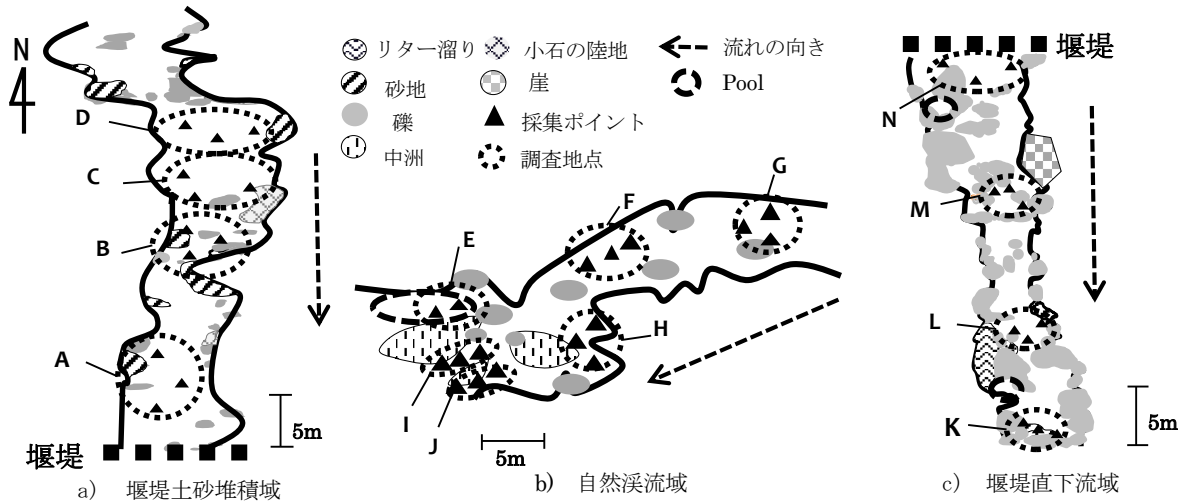 N
D
C
B
A
5m
堰堤
a) 堰堤土砂堆積域
リター溜り
小石の陸地
流れの向き
砂地
崖
Pool
礫
採集ポイント
中洲
調査地点
G
F
E
H
I
J
5m
b) 自然渓流域
堰堤
N
M
L
K
5m
c) 堰堤直下流域